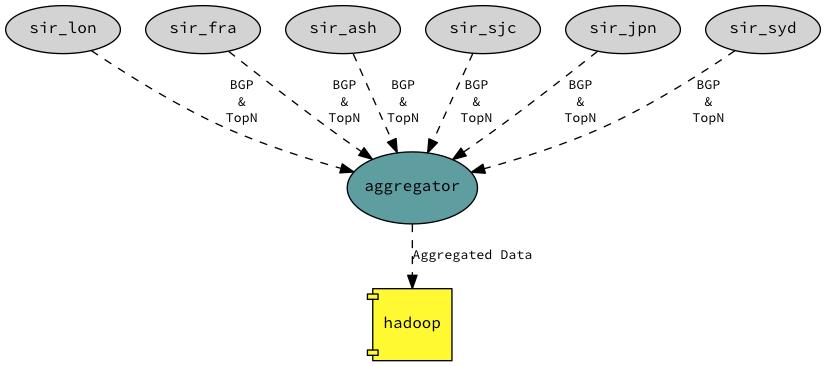 sir_lon
sir_fra
sir_ash
sir_sjc
sir_jpn
sir_syd
BGP
&
TopN
BGP
&
TopN
BGP
&
TopN
BGP
&
TopN
BGP
&
TopN
BGP
&
TopN
aggregator
Aggregated Data
hadoop